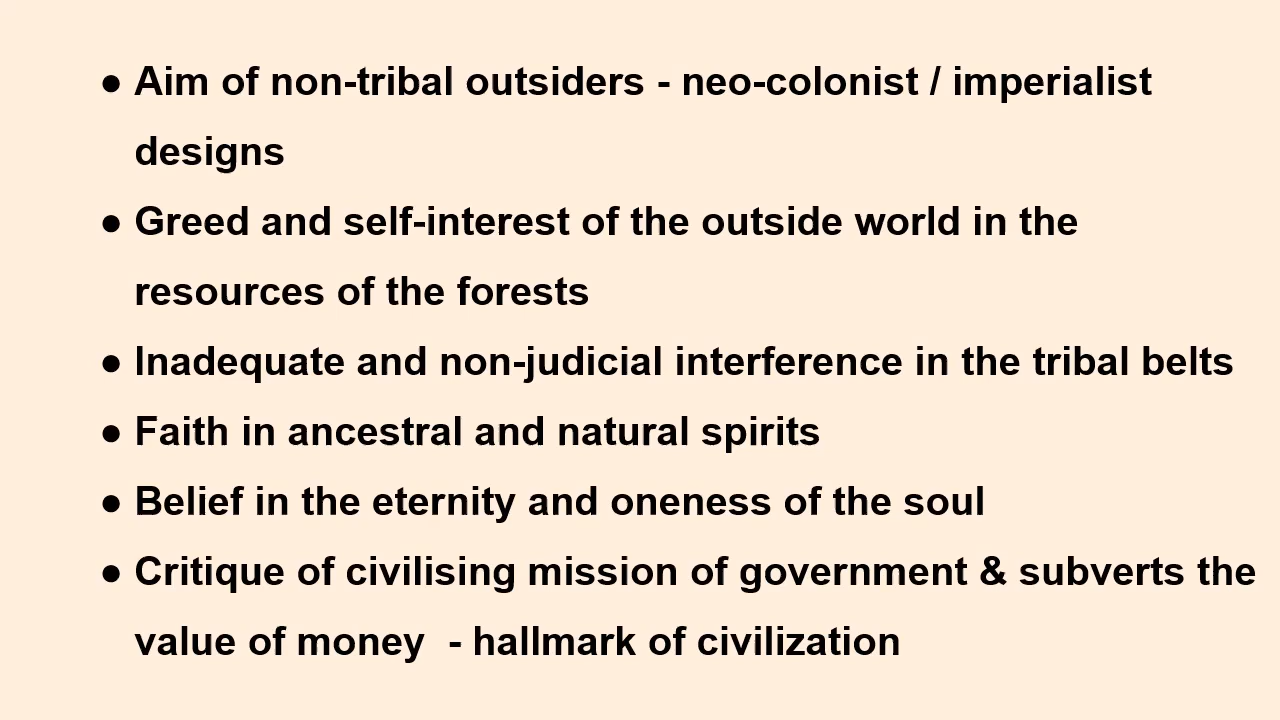 ● Aim of non-tribal outsiders - neo-colonist / imperialist
designs
● Greed and self-interest of the outside world in the
resources of the forests
● Inadequate and non-judicial interference in the tribal belts
● Faith in ancestral and natural spirits
● Belief in the eternity and oneness of the soul
● Critique of civilising mission of government & subverts the
value of money  - hallmark of civilization